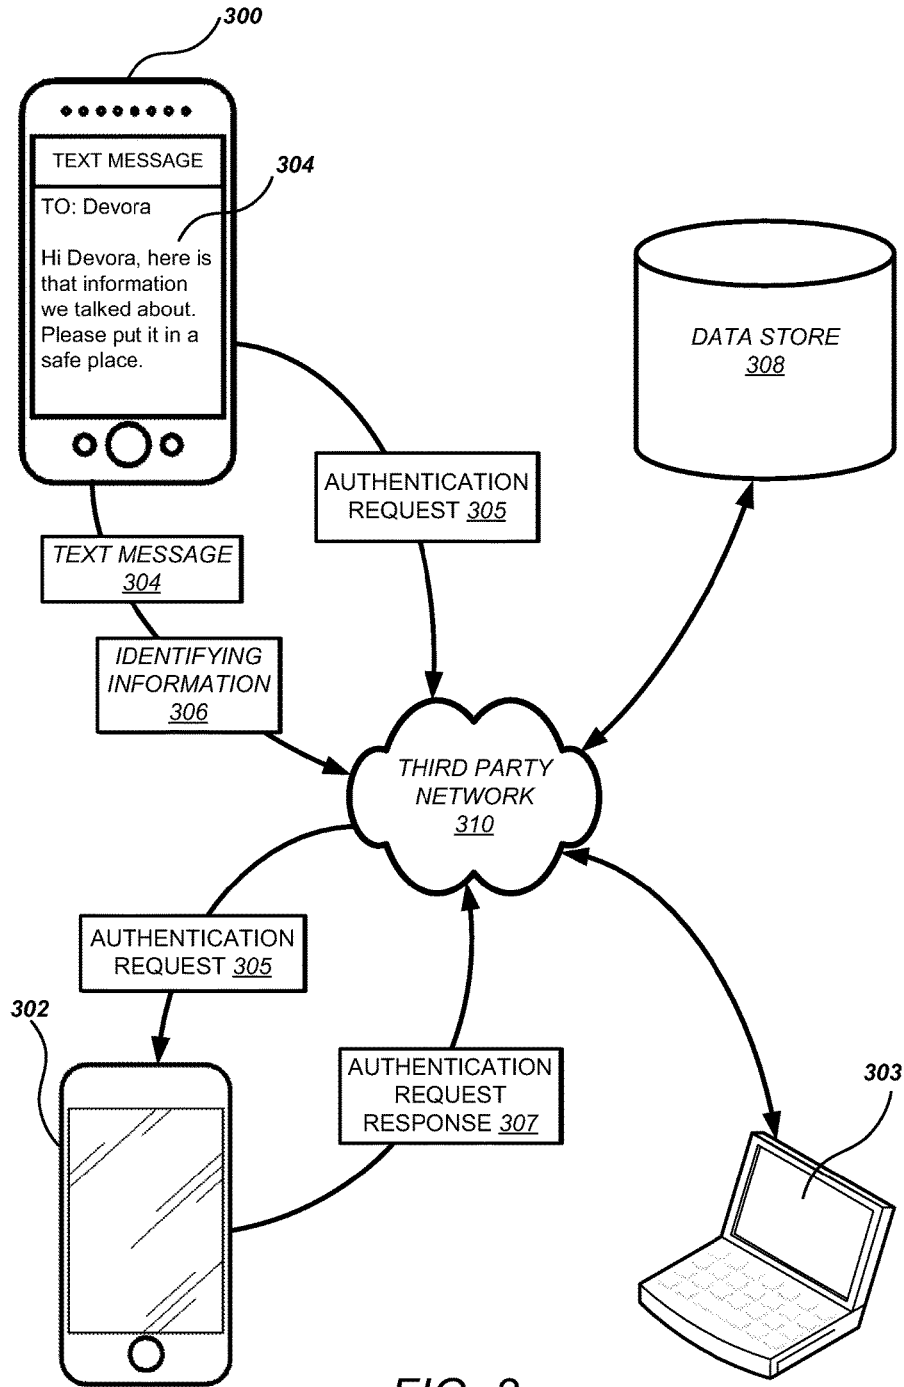 300
TEXT MESSAGE
304
TO: Devora
Hi Devora, here is
that information
we talked about.
Please put it in a
safe place.
DATA STORE
308
AUTHENTICATION
REQUEST 305
TEXT MESSAGE
304
IDENTIFYING
INFORMATION
306
THIRD PARTY
NETWORK
310
AUTHENTICATION
REQUEST 305
302
AUTHENTICATION
REQUEST
RESPONSE 307
303
FIG.